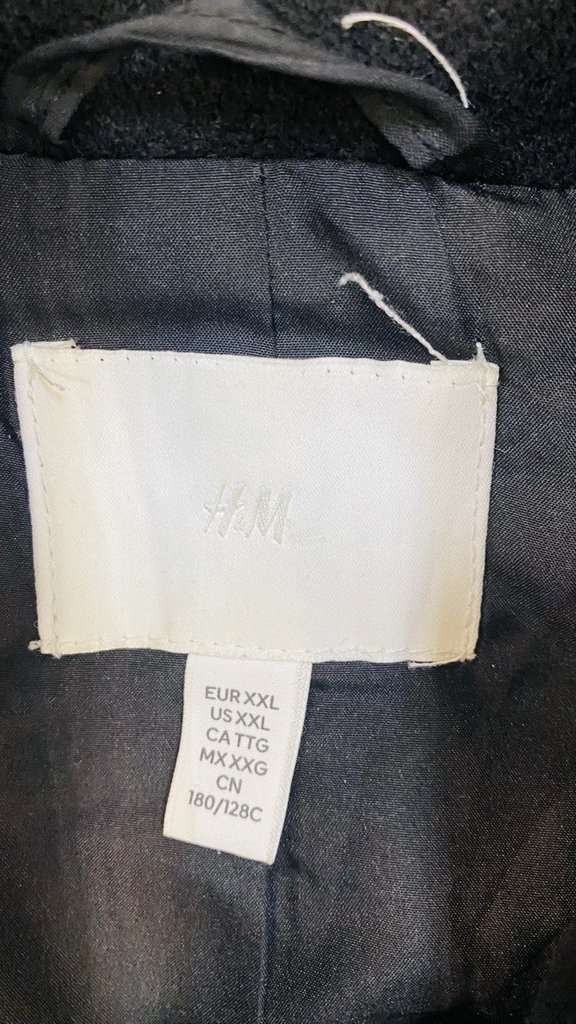 H&M
EUR XXL
US XXL
CA TTG
MX XXG
CN
180/128C